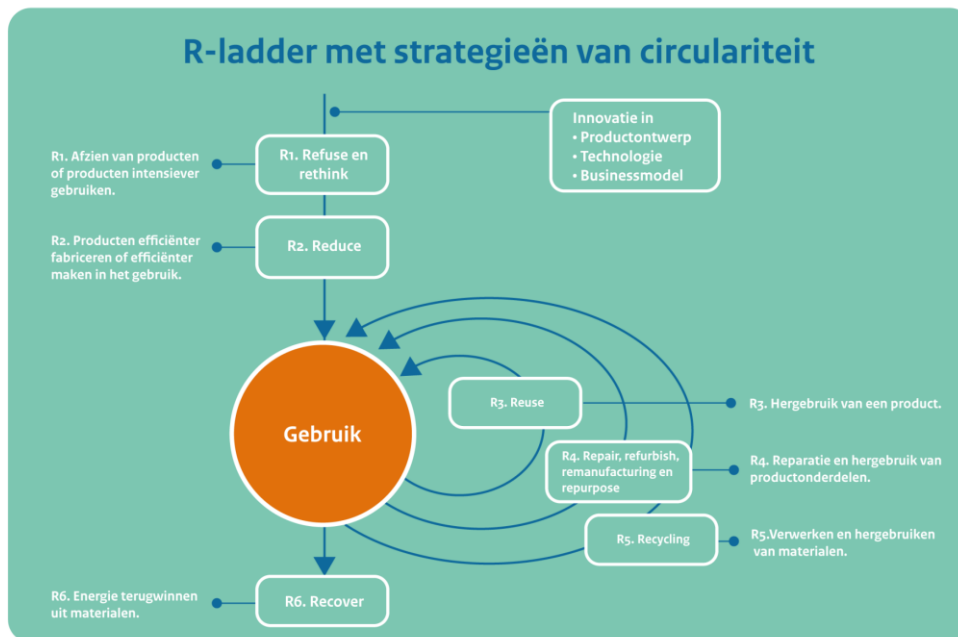 R-ladder met strategieën van circulariteit
Innovatie in
• Productontwerp
• Technologie
• Businessmodel
R1. Afzien van producten
of producten intensiever
gebruiken.
R1. Refuse en
rethink
R2. Producten efficiënter
fabriceren of efficiënter
maken in het gebruik.
R2. Reduce
Gebruik
R3. Reuse
R3. Hergebruik van een product.
R4. Repair, refurbish,
remanufacturing en
repurpose
R4. Reparatie en hergebruik van
productonderdelen.
R5. Recycling
R5.Verwerken en hergebruiken
van materialen.
R6. Energie terugwinnen
uit materialen.
R6. Recover